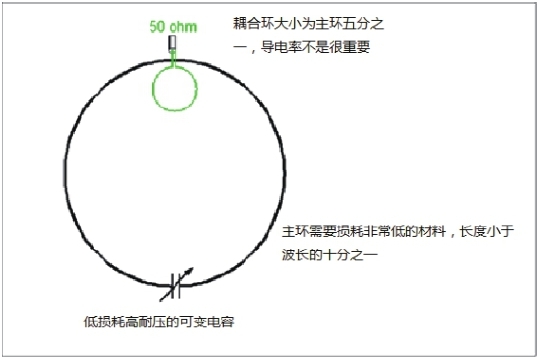 50 ohm
耦合环大小为主环五分之
一，导电率不是很重要
主环需要损耗非常低的材料，长度小于
波长的十分之一
低损耗高耐压的可变电容